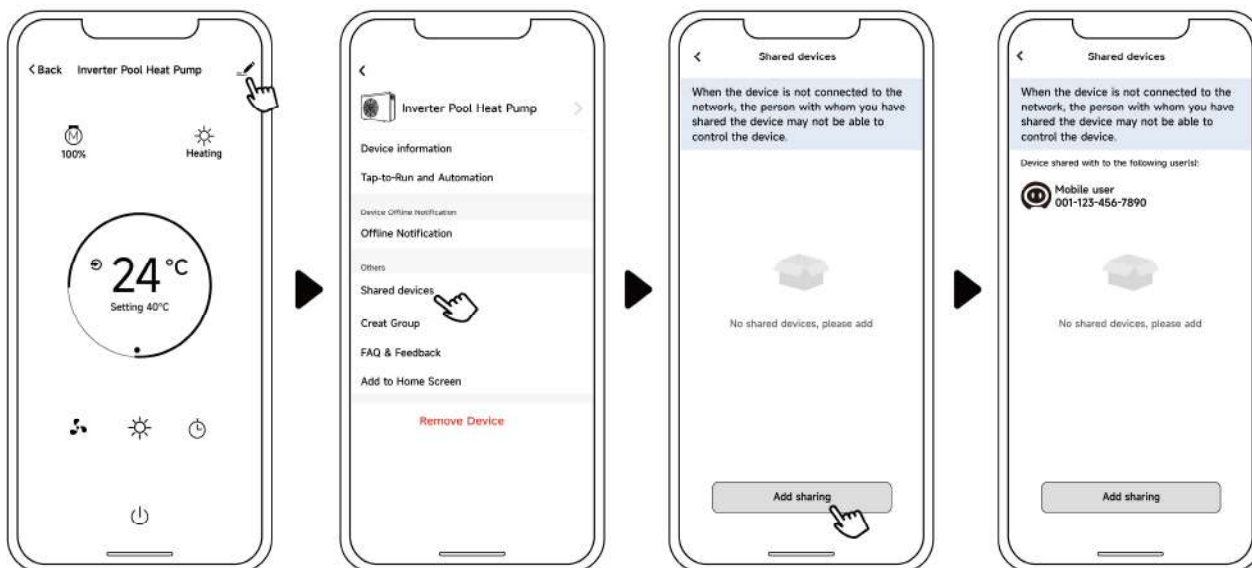 Back Inverter Pool Heat Pump
M
100%
Heating
24°C
Setting 40°C
Inverter Pool Heat Pump
Device information
Tap-to-Run and Automation
Device Offline Notification
Offline Notification
Others
Shared devices
Creat Group
FAQ & Feedback
Add to Home Screen
Remove Device
Shared devices
When the device is not connected to the
network, the person with whom you have
shared the device may not be able to
control the device.
No shared devices, please add
Add sharing
Shared devices
When the device is not connected to the
network, the person with whom you have
shared the device may not be able to
control the device.
Device shared with to the following user(s):
Mobile user
001-123-456-7890
No shared devices, please add
Add sharing